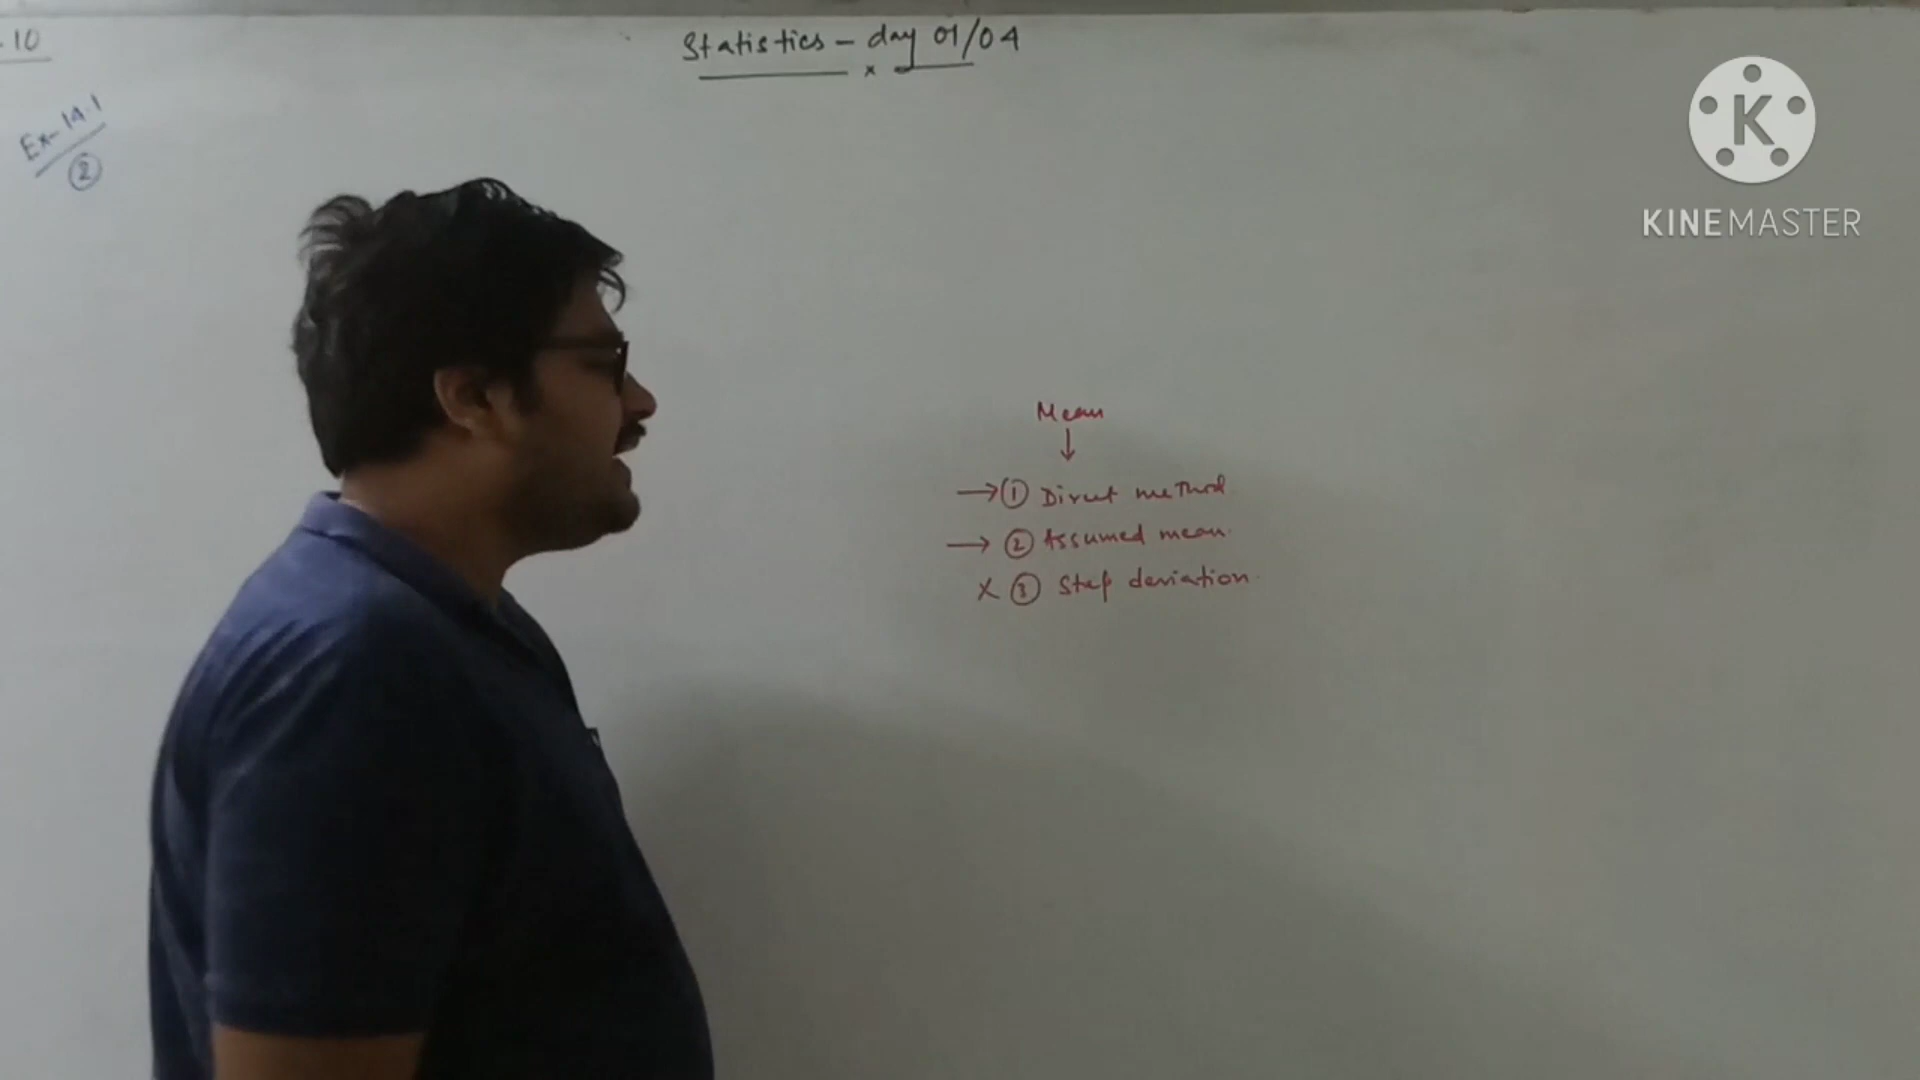 .10
Statistics - day 01/04
x
Ex-14.1
②
K
KINEMASTER
Mean
↓
→ ① Direct method
→ ② Assumed mean
X ③ Step deviation